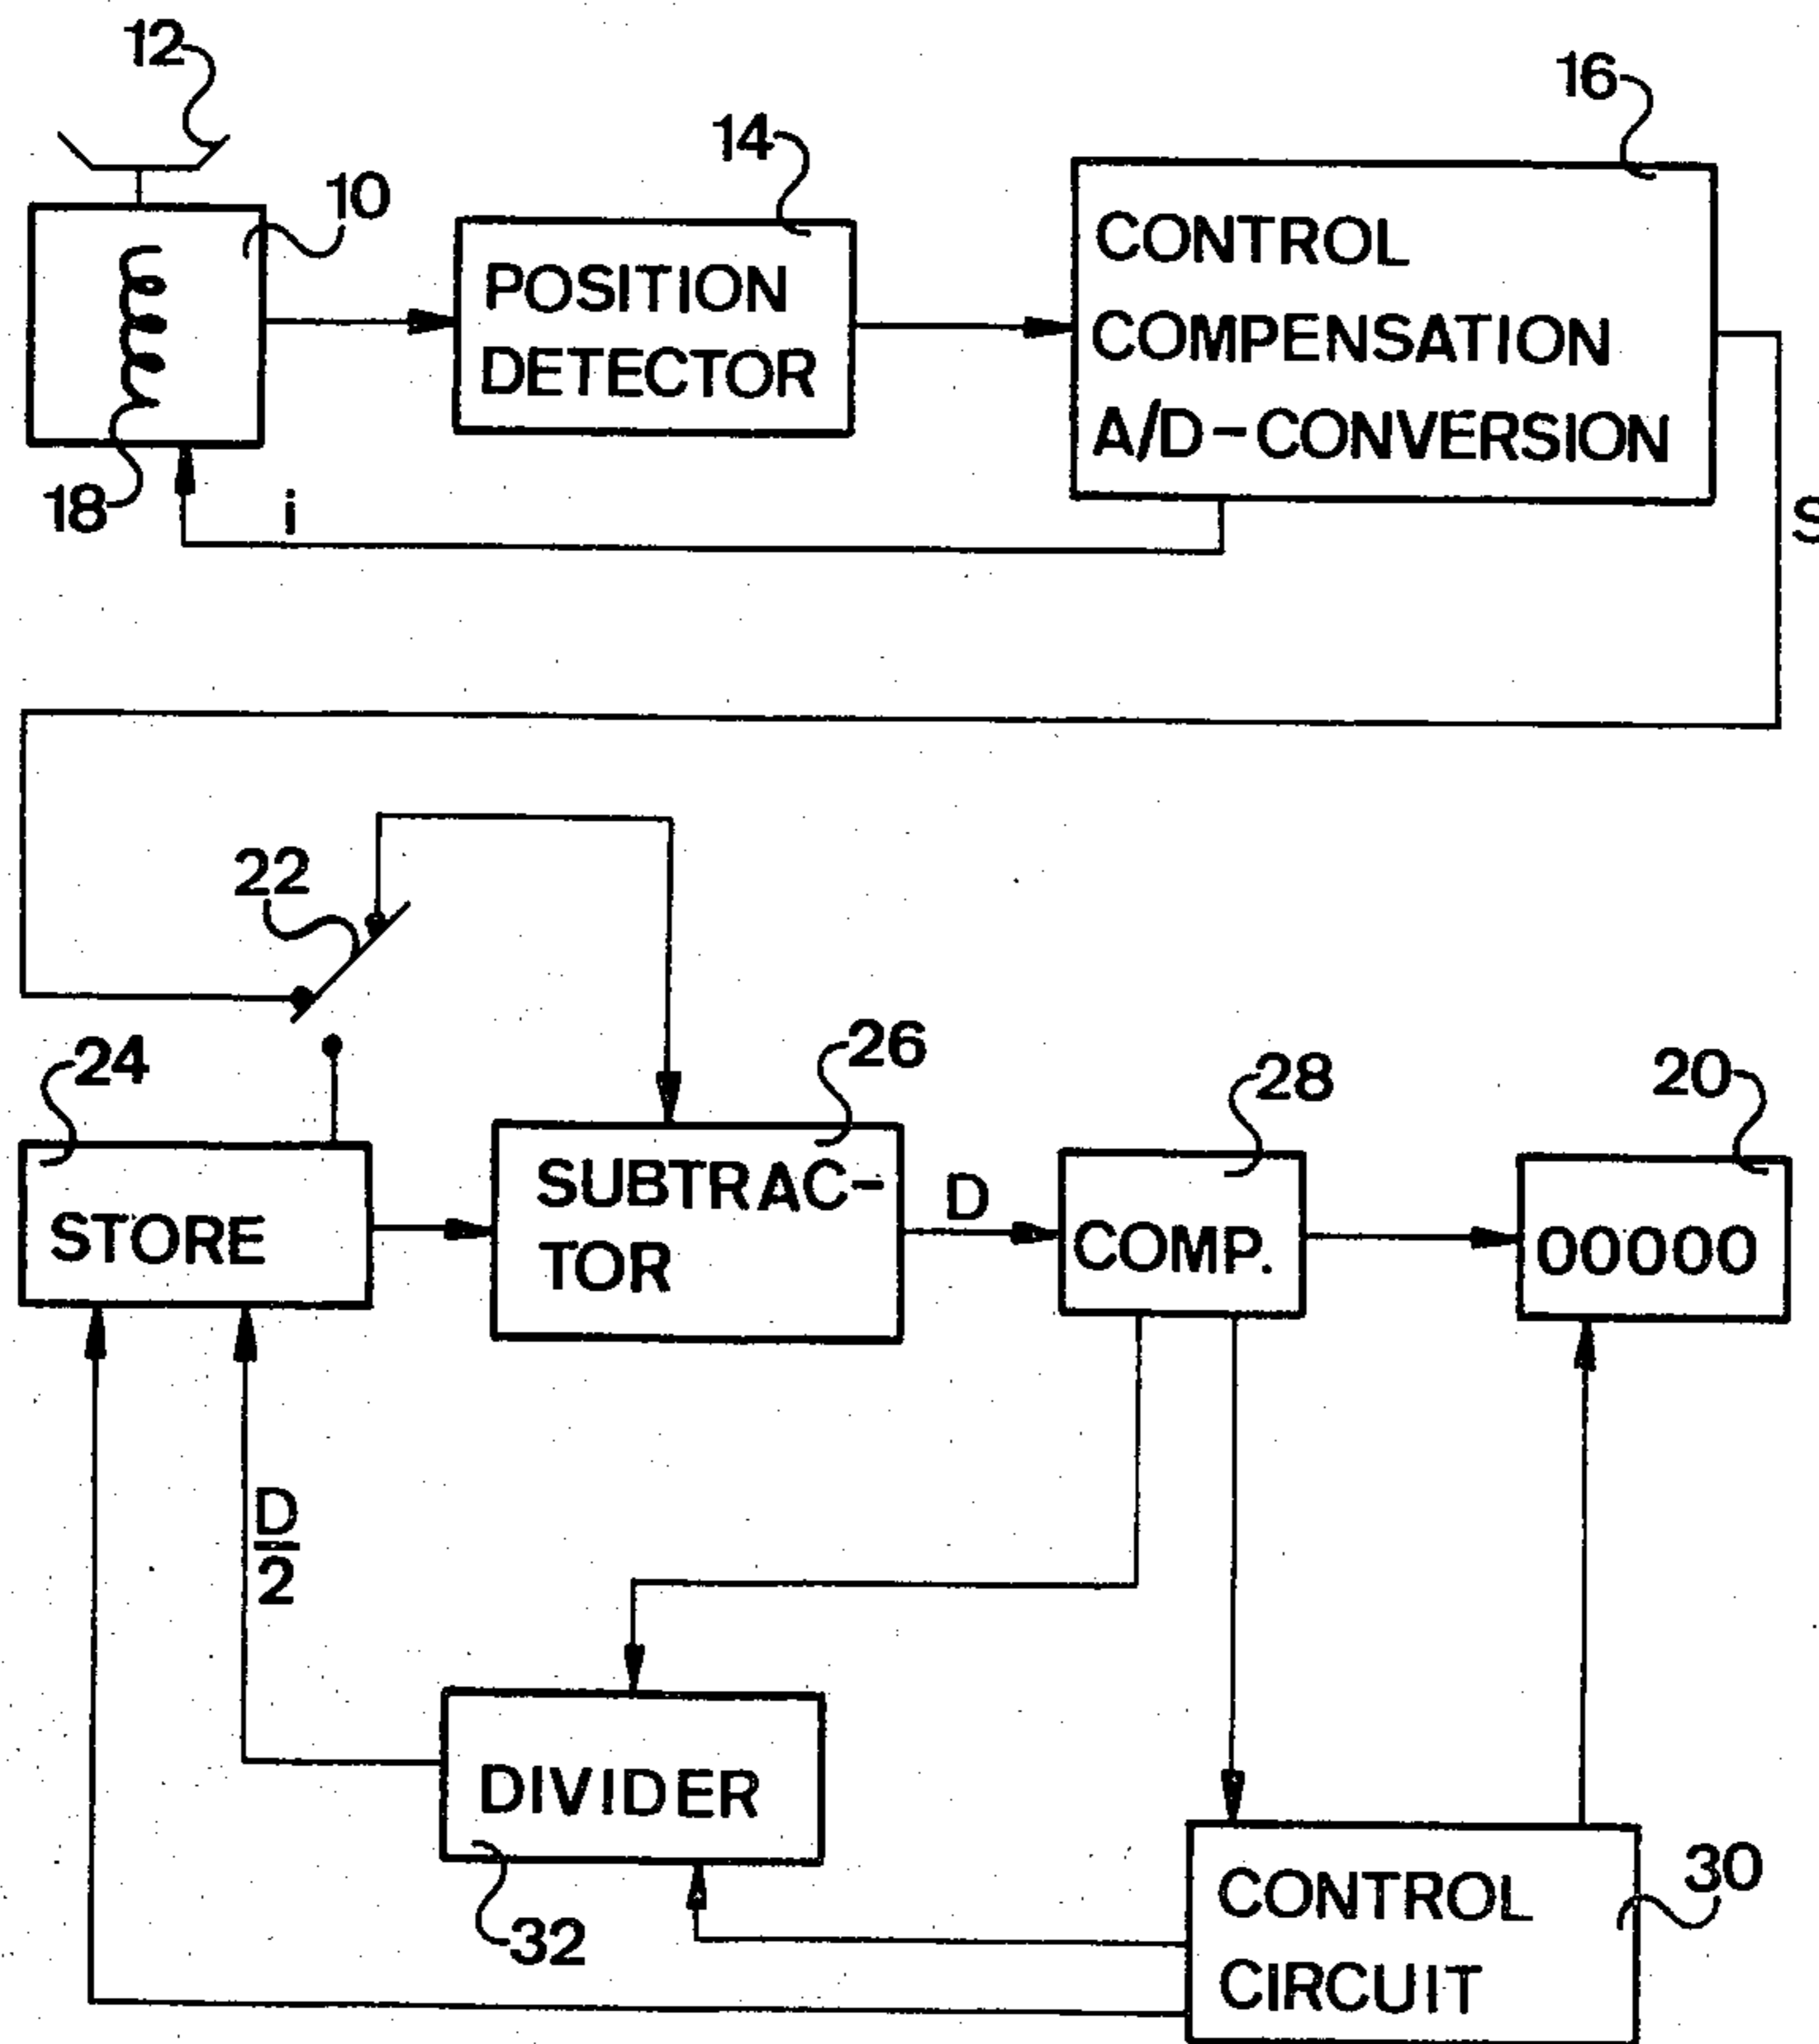 12
16
14
10
POSITION
DETECTOR
CONTROL
COMPENSATION
A/D-CONVERSION
18
i
S
22
24
26
28
20
STORE
SUBTRAC-
TOR
D
COMP.
00000
D
2
DIVIDER
32
CONTROL
CIRCUIT
30